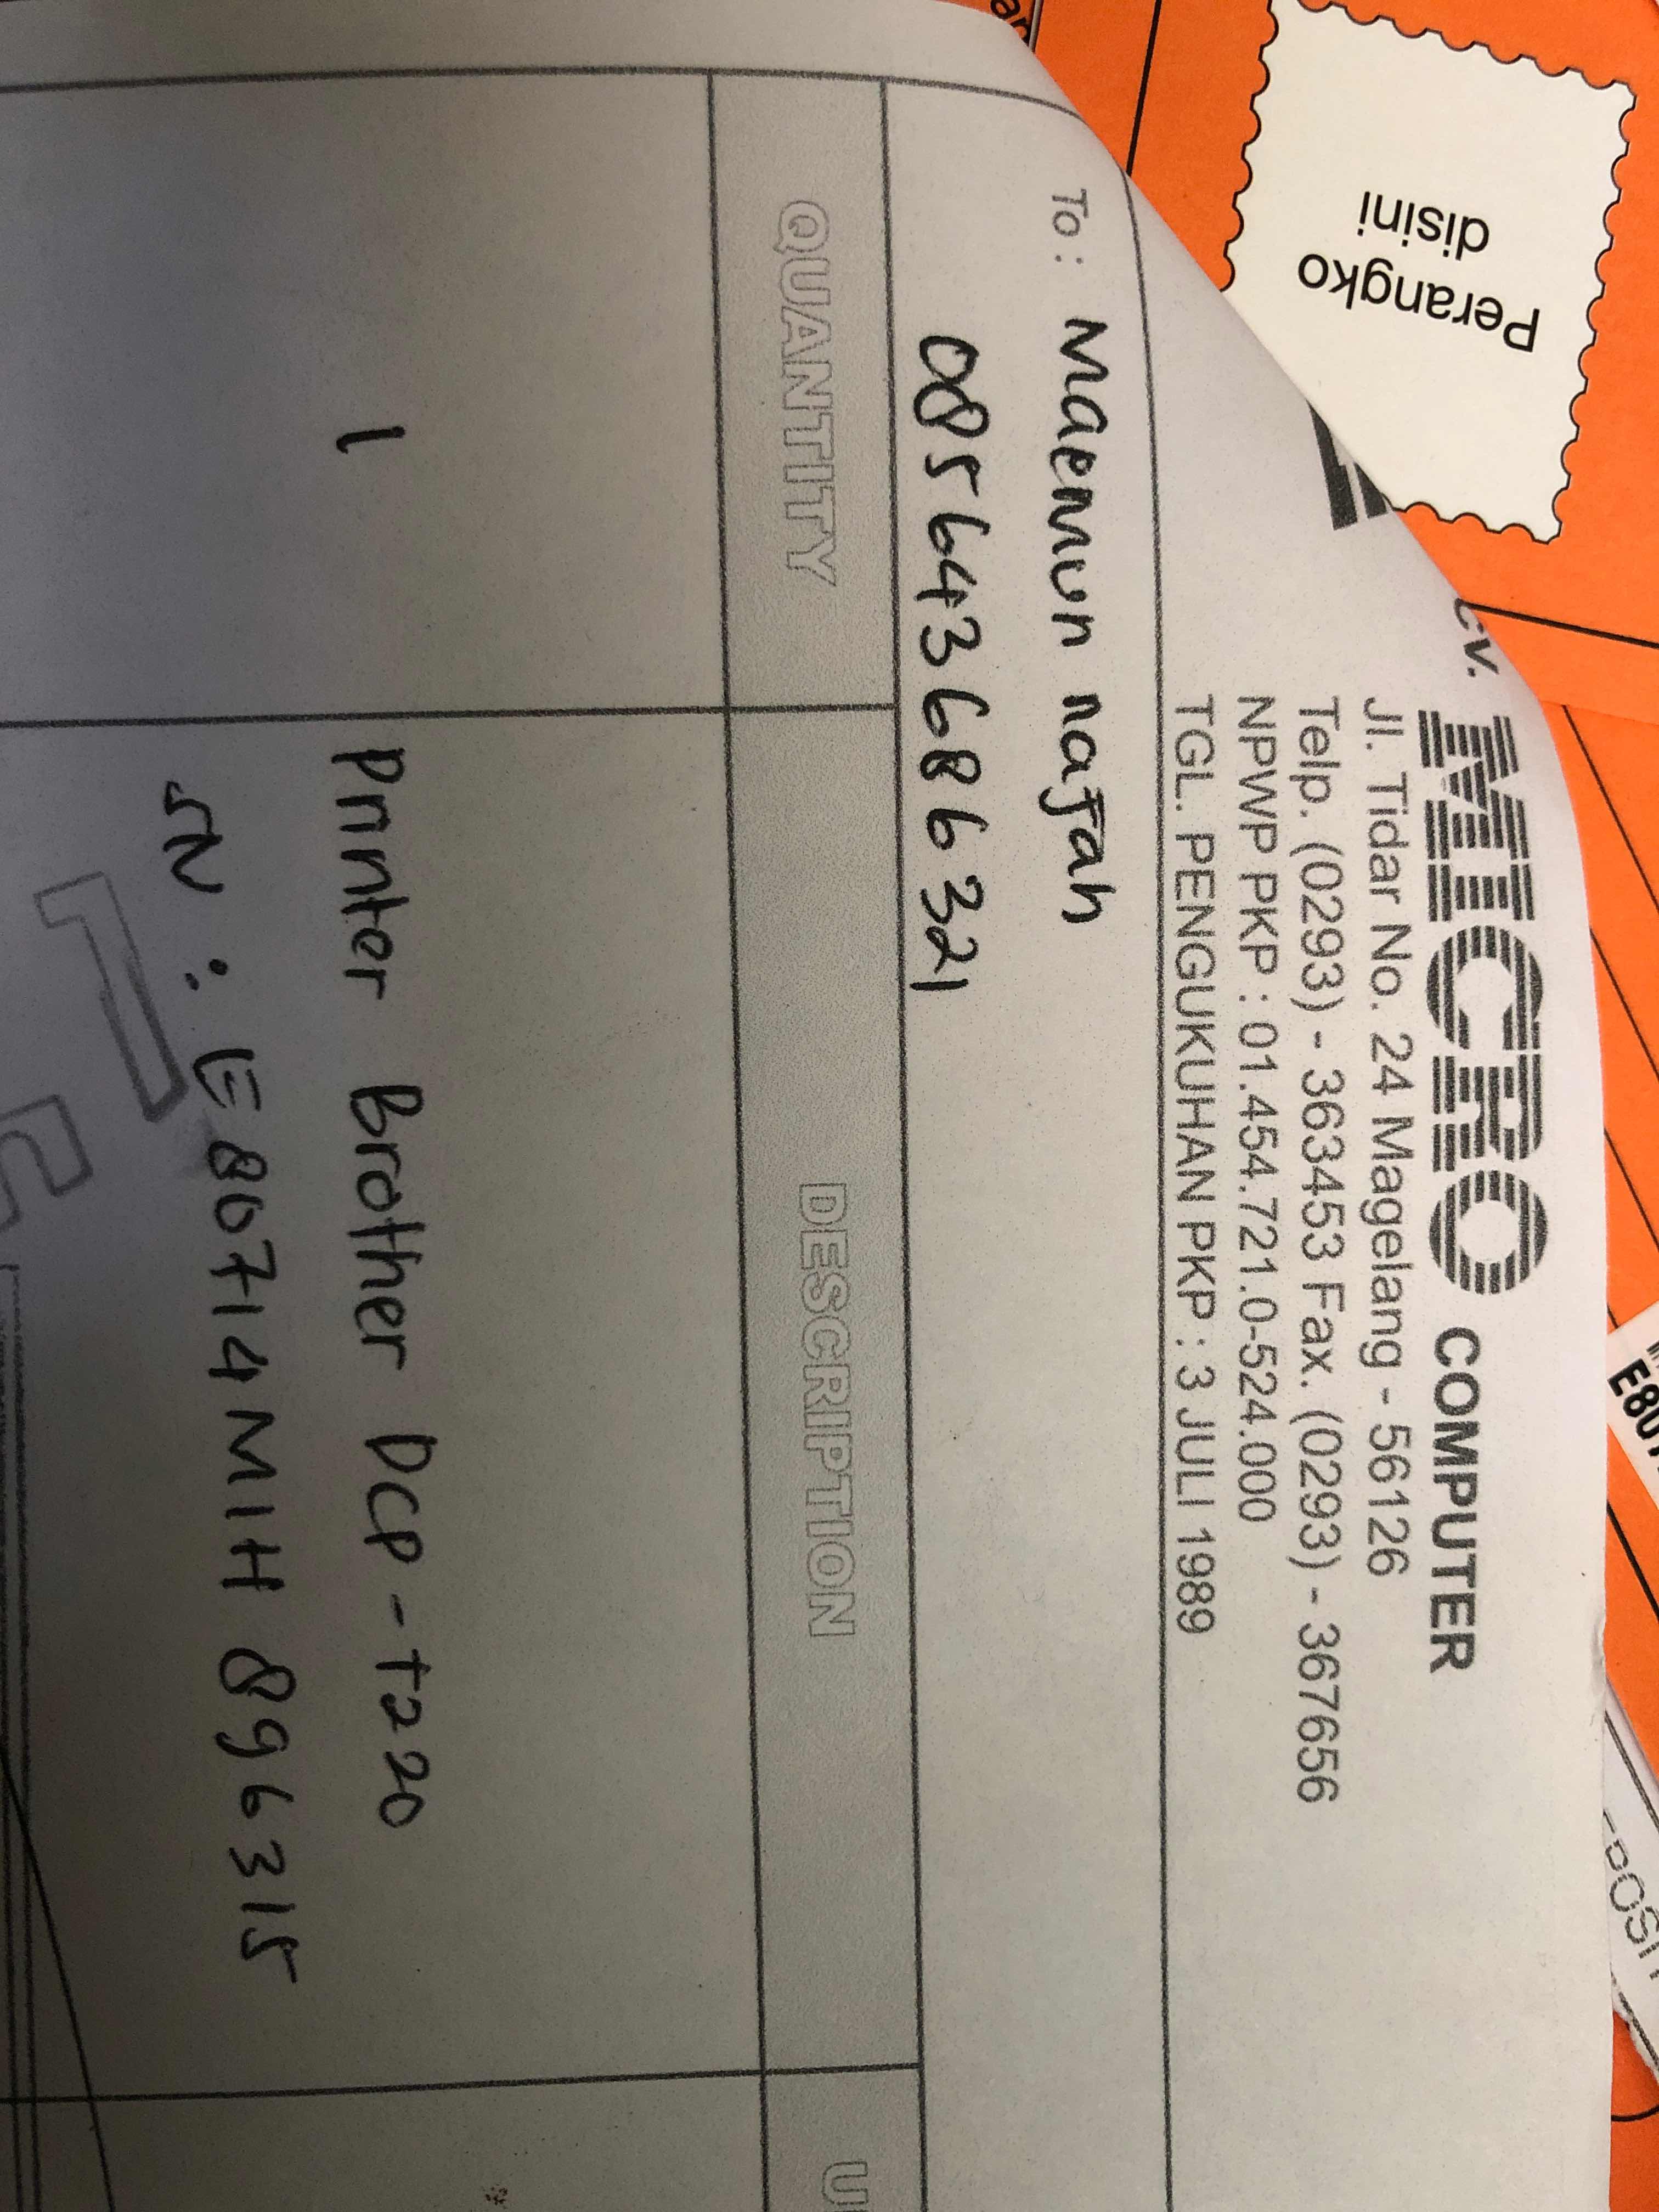 CV. MICRO COMPUTER
Jl. Tidar No. 24 Magelang - 56126
Telp. (0293) - 363453 Fax. (0293) - 367656
NPWP PKP : 01.454.721.0-524.000
TGL. PENGUKUHAN PKP : 3 JULI 1989
To : Maemun najah
085643686321
QUANTITY DESCRIPTION
1 Printer Brother DCP - T220
SN : E80714M1H896315
Perangko
disini